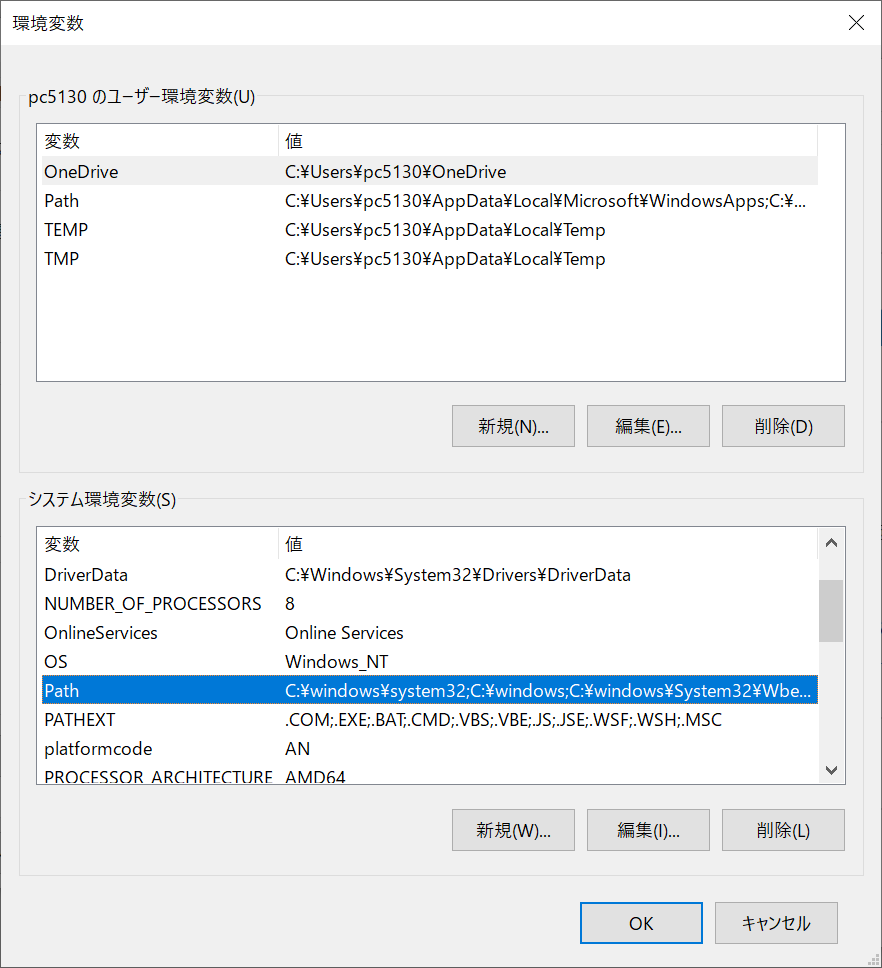 環境変数
pc5130 のユーザー環境変数(U)
変数 値
OneDrive C:¥Users¥pc5130¥OneDrive
Path C:¥Users¥pc5130¥AppData¥Local¥Microsoft¥WindowsApps;C:¥...
TEMP C:¥Users¥pc5130¥AppData¥Local¥Temp
TMP C:¥Users¥pc5130¥AppData¥Local¥Temp
新規(N)... 編集(E)... 削除(D)
システム環境変数(S)
変数 値
DriverData C:¥Windows¥System32¥Drivers¥DriverData
NUMBER_OF_PROCESSORS 8
OnlineServices Online Services
OS Windows_NT
Path C:¥windows¥system32;C:¥windows;C:¥windows¥System32¥Wbe...
PATHEXT .COM;.EXE;.BAT;.CMD;.VBS;.VBE;.JS;.JSE;.WSF;.WSH;.MSC
platformcode AN
PROCESSOR_ARCHITECTURE AMD64
新規(W)... 編集(I)... 削除(L)
OK キャンセル